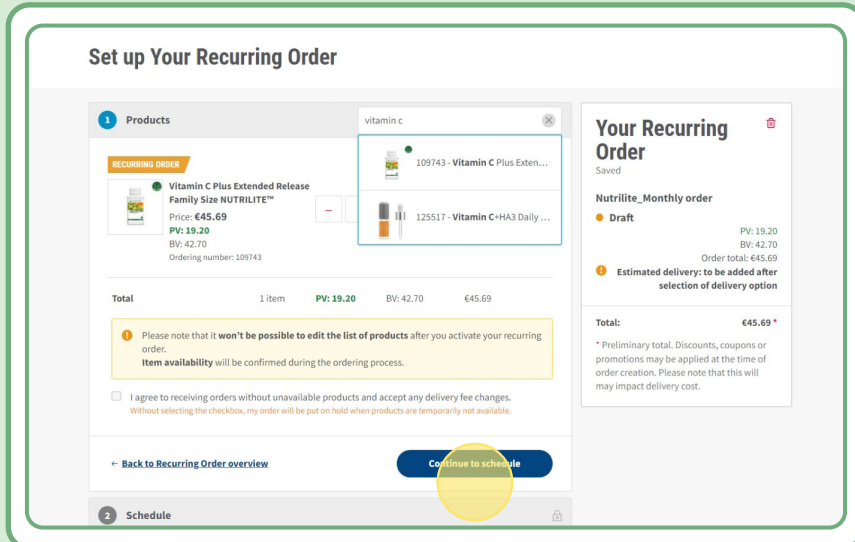 Set up Your Recurring Order
1 Products
vitamin c
109743 - Vitamin C Plus Exten...
125517 - Vitamin C+HA3 Daily ...
RECURRING ORDER
Vitamin C Plus Extended Release
Family Size NUTRILITE™
Price: €45.69
PV: 19.20
BV: 42.70
Ordering number: 109743
Total 1 item PV: 19.20 BV: 42.70 €45.69
Please note that it won't be possible to edit the list of products after you activate your recurring
order.
Item availability will be confirmed during the ordering process.
I agree to receiving orders without unavailable products and accept any delivery fee changes.
Without selecting the checkbox, my order will be put on hold when products are temporarily not available.
← Back to Recurring Order overview
Continue to schedule
2 Schedule
Your Recurring
Order
Saved
Nutrilite_Monthly order
Draft
PV: 19.20
BV: 42.70
Order total: €45.69
Estimated delivery: to be added after
selection of delivery option
Total: €45.69 *
* Preliminary total. Discounts, coupons or
promotions may be applied at the time of
order creation. Please note that this will
may impact delivery cost.